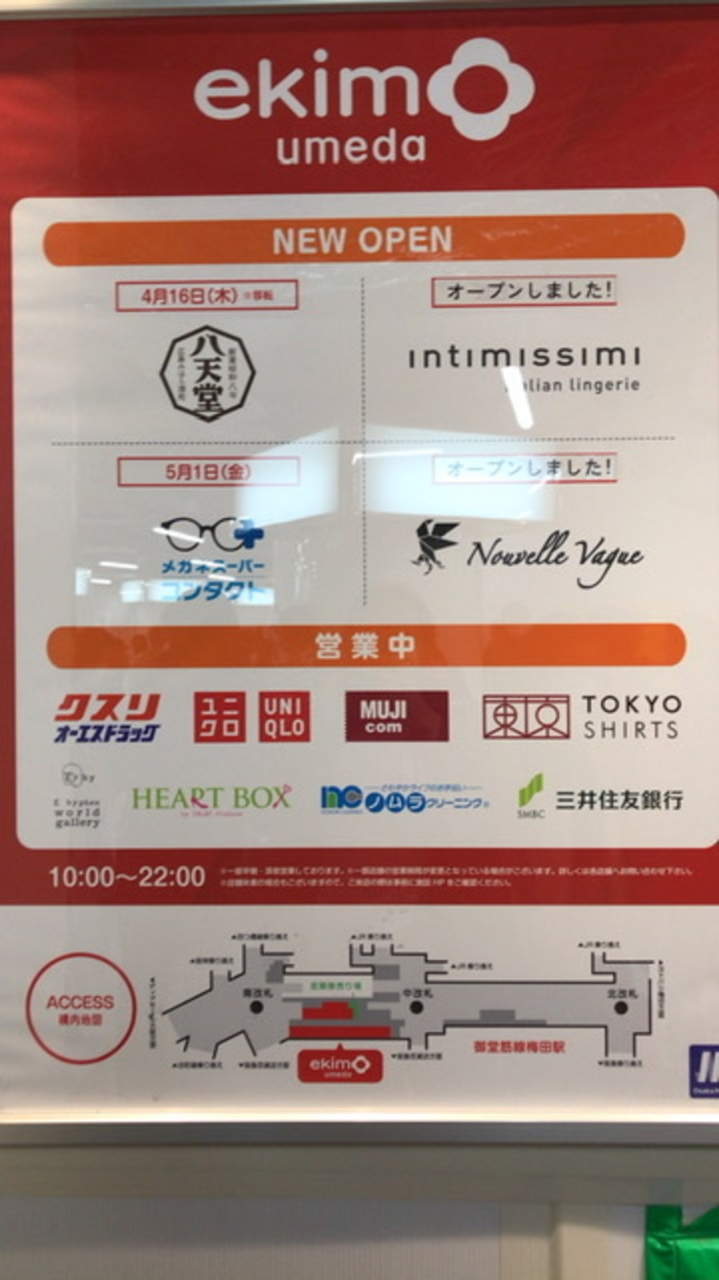 ekimo
umeda
NEW OPEN
4月16日(木) ※移転
八天堂
オープンしました!
intimissimi
italian lingerie
5月1日(金)
メガネスーパー
コンタクト
オープンしました!
Nouvelle Vague
営業中
クスリ
オーエスドラッグ
ユニクロ
UNIQLO
MUJI
com
TOKYO
SHIRTS
world
gallery
HEART BOX
ノムラクリーニング
SMBC
三井住友銀行
10:00〜22:00
ACCESS
構内地図
南改札
中改札
北改札
ekimo
umeda
御堂筋線梅田駅